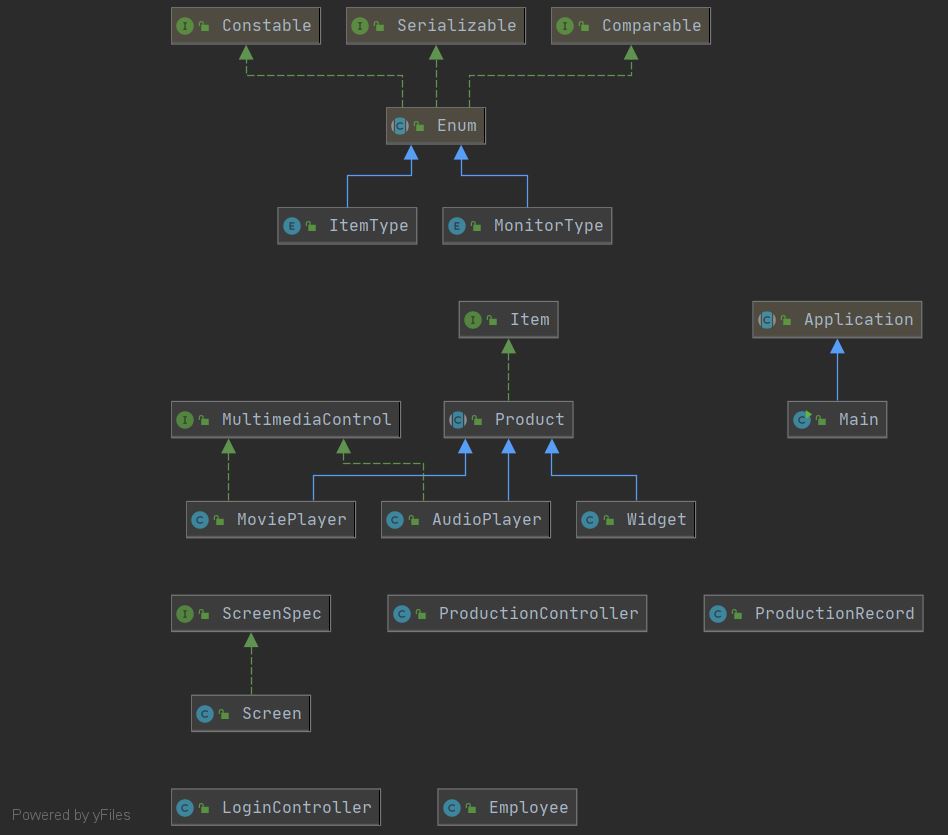 Constable Serializable Comparable
Enum
ItemType MonitorType
Item Application
MultimediaControl Product Main
MoviePlayer AudioPlayer Widget
ScreenSpec ProductionController ProductionRecord
Screen
LoginController Employee
Powered by yFiles